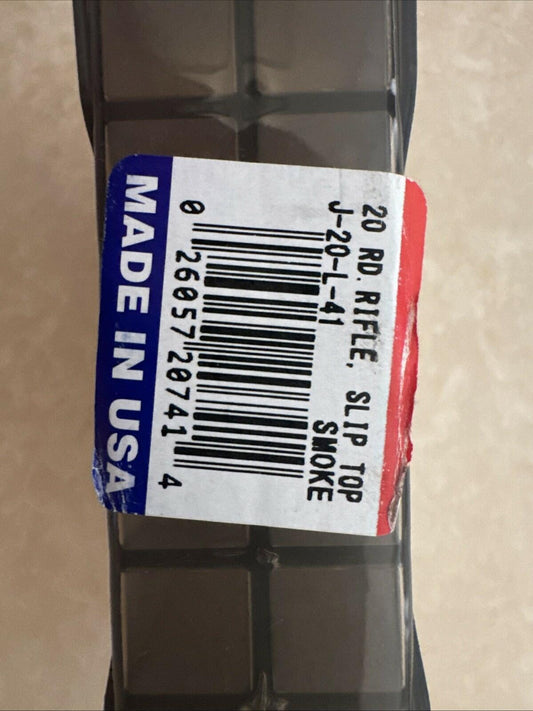 20 RD. RIFLE, SLIP TOP
J-20-L-41 SMOKE
0 26057 20741 4
MADE IN USA